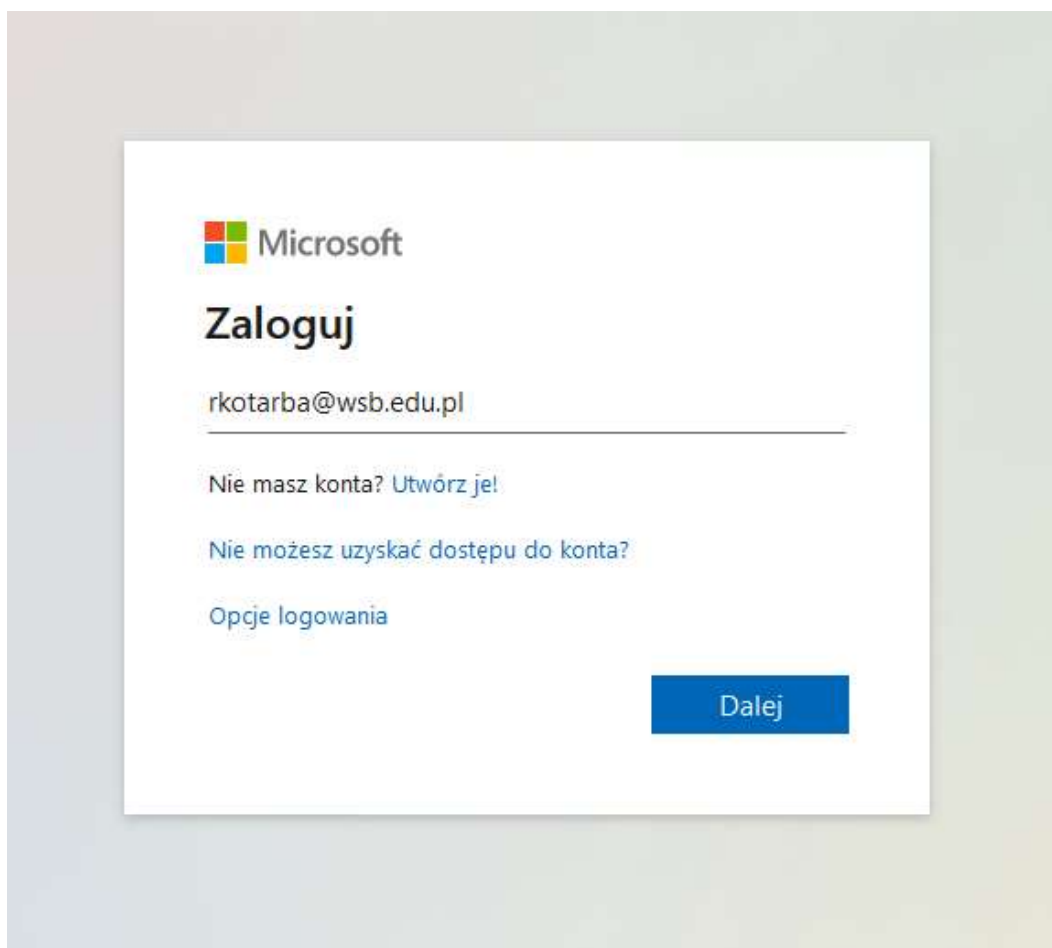 Microsoft
Zaloguj
rkotarba@wsb.edu.pl
Nie masz konta? Utwórz je!
Nie możesz uzyskać dostępu do konta?
Opcje logowania
Dalej